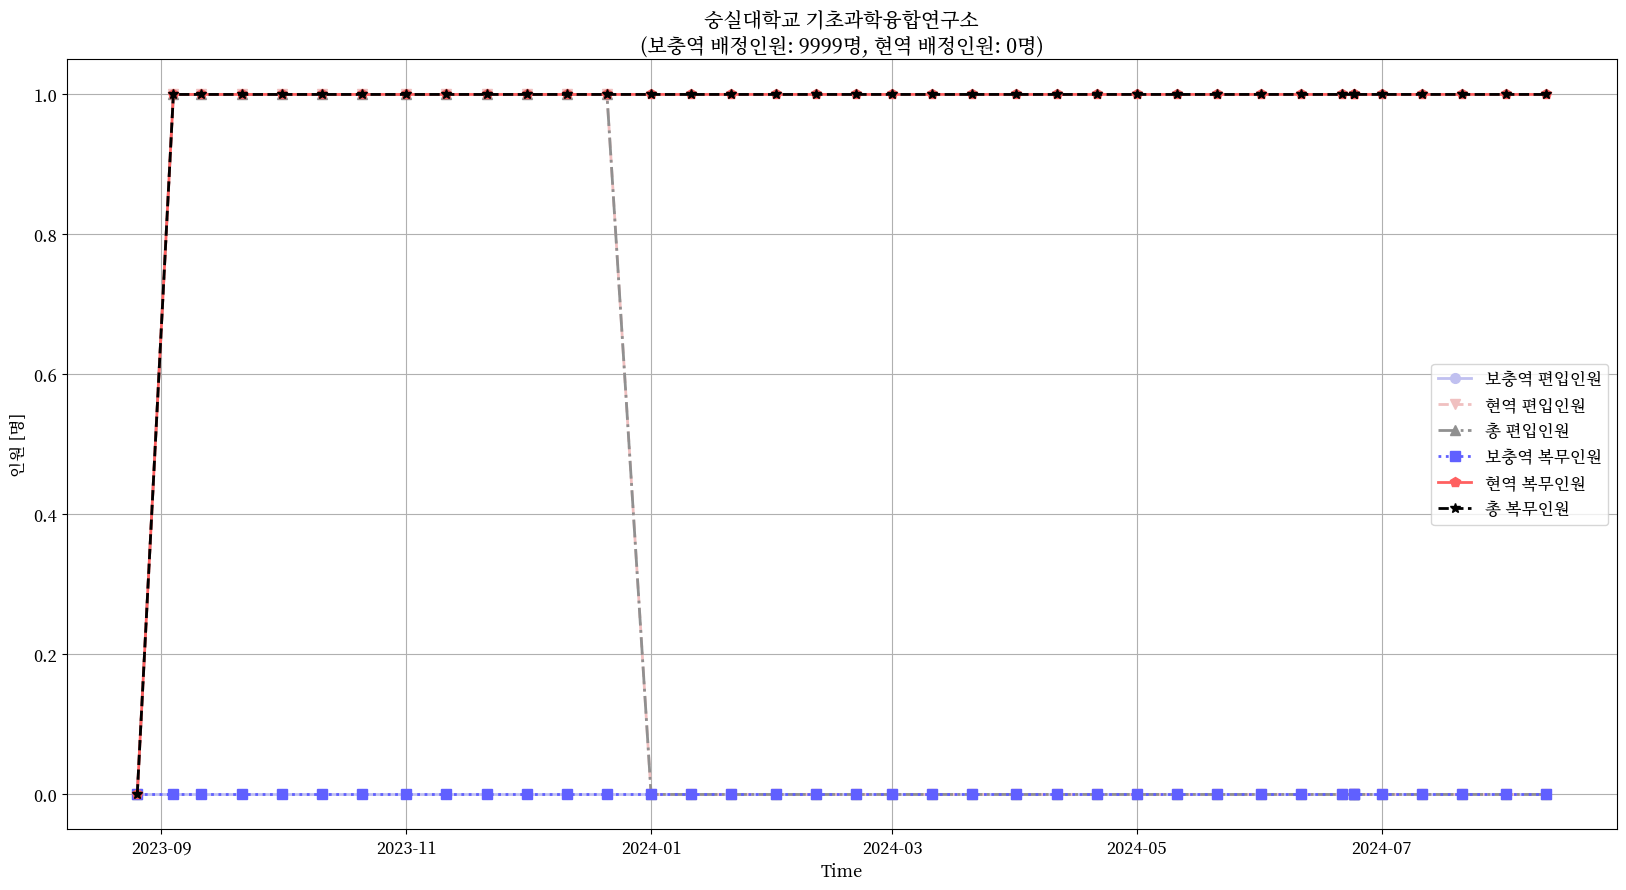 숭실대학교 기초과학융합연구소
(보충역 배정인원: 9999명, 현역 배정인원: 0명)
인원 [명]
1.0
0.8
0.6
0.4
0.2
0.0
보충역 편입인원
현역 편입인원
총 편입인원
보충역 복무인원
현역 복무인원
총 복무인원
2023-09
2023-11
2024-01
2024-03
2024-05
2024-07
Time